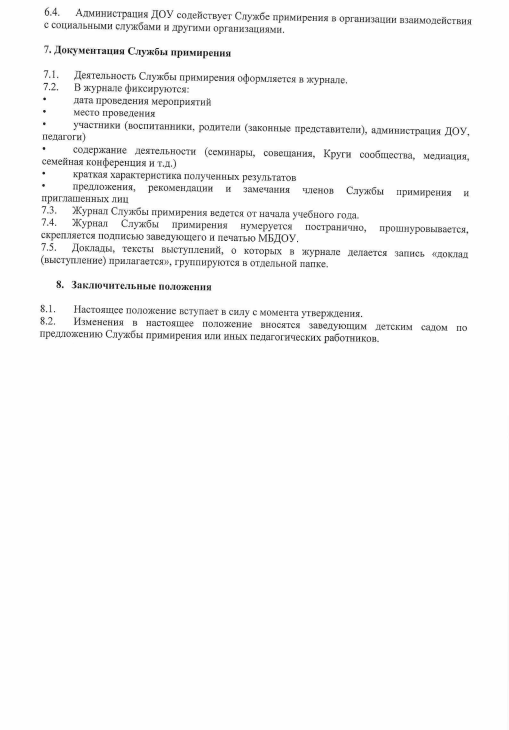 6.4. Администрация ДОУ содействует Службе примирения в организации взаимодействия
с социальными службами и другими организациями.
7. Документация Службы примирения
7.1. Деятельность Службы примирения оформляется в журнале.
7.2. В журнале фиксируются:
• дата проведения мероприятий
• место проведения
• участники (воспитанники, родители (законные представители), администрация ДОУ,
педагоги)
• содержание деятельности (семинары, совещания, Круги сообщества, медиация,
семейная конференция и т.д.)
• краткая характеристика полученных результатов
• предложения, рекомендации и замечания членов Службы примирения и
приглашенных лиц
7.3. Журнал Службы примирения ведется от начала учебного года.
7.4. Журнал Службы примирения нумеруется постранично, прошнуровывается,
скрепляется подписью заведующего и печатью МБДОУ.
7.5. Доклады, тексты выступлений, о которых в журнале делается запись «доклад
(выступление) прилагается», группируются в отдельной папке.
8. Заключительные положения
8.1. Настоящее положение вступает в силу с момента утверждения.
8.2. Изменения в настоящее положение вносятся заведующим детским садом по
предложению Службы примирения или иных педагогических работников.